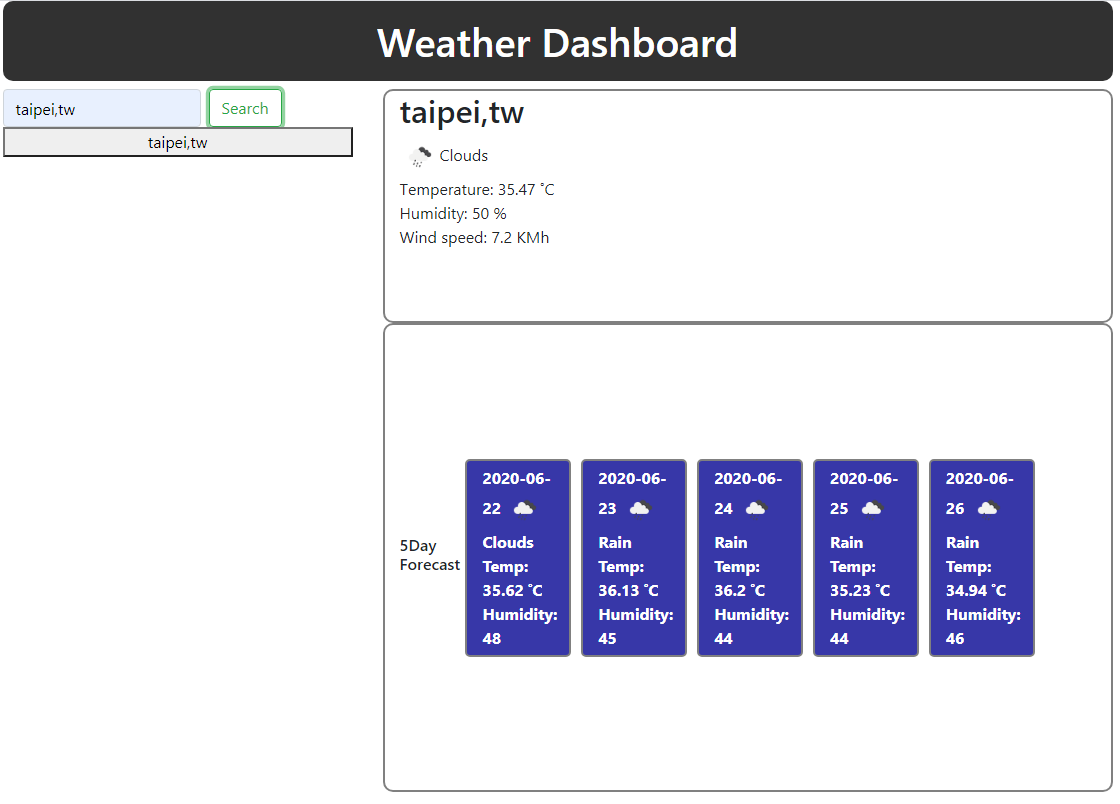 Weather Dashboard
taipei,tw
Search
taipei,tw
taipei,tw
Clouds
Temperature: 35.47 ˚C
Humidity: 50 %
Wind speed: 7.2 KMh
5Day
Forecast
2020-06-
22
Clouds
Temp:
35.62 ˚C
Humidity:
48
2020-06-
23
Rain
Temp:
36.13 ˚C
Humidity:
45
2020-06-
24
Rain
Temp:
36.2 ˚C
Humidity:
44
2020-06-
25
Rain
Temp:
35.23 ˚C
Humidity:
44
2020-06-
26
Rain
Temp:
34.94 ˚C
Humidity:
46